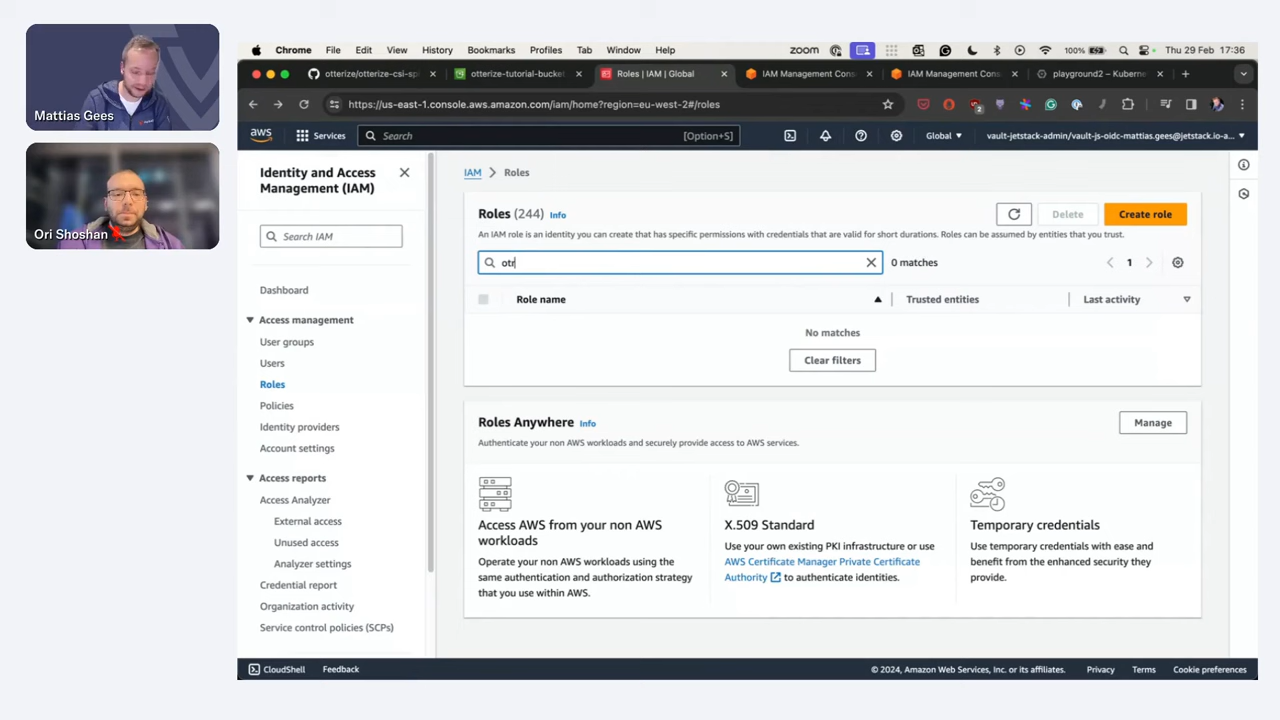 Mattias Gees
Ori Shoshan
Chrome File Edit View History Bookmarks Profiles Tab Window Help
zoom 100% Thu 29 Feb 17:36
otterize/otterize-csi-spi
otterize-tutorial-bucket
Roles | IAM | Global
IAM Management Cons
IAM Management Cons
playground2 – Kuberne
https://us-east-1.console.aws.amazon.com/iam/home?region=eu-west-2#/roles
aws Services Search [Option+S] Global vault-jetstack-admin/vault-js-oidc-mattias.gees@jetstack.io-a...
Identity and Access
Management (IAM)
Search IAM
Dashboard
Access management
User groups
Users
Roles
Policies
Identity providers
Account settings
Access reports
Access Analyzer
External access
Unused access
Analyzer settings
Credential report
Organization activity
Service control policies (SCPs)
IAM Roles
Roles (244) Info
Delete
Create role
An IAM role is an identity you can create that has specific permissions with credentials that are valid for short durations. Roles can be assumed by entities that you trust.
otr
0 matches
1
Role name Trusted entities Last activity
No matches
Clear filters
Roles Anywhere Info
Manage
Authenticate your non AWS workloads and securely provide access to AWS services.
Access AWS from your non AWS
workloads
Operate your non AWS workloads using the
same authentication and authorization strategy
that you use within AWS.
X.509 Standard
Use your own existing PKI infrastructure or use
AWS Certificate Manager Private Certificate
Authority to authenticate identities.
Temporary credentials
Use temporary credentials with ease and
benefit from the enhanced security they
provide.
CloudShell Feedback © 2024, Amazon Web Services, Inc. or its affiliates. Privacy Terms Cookie preferences